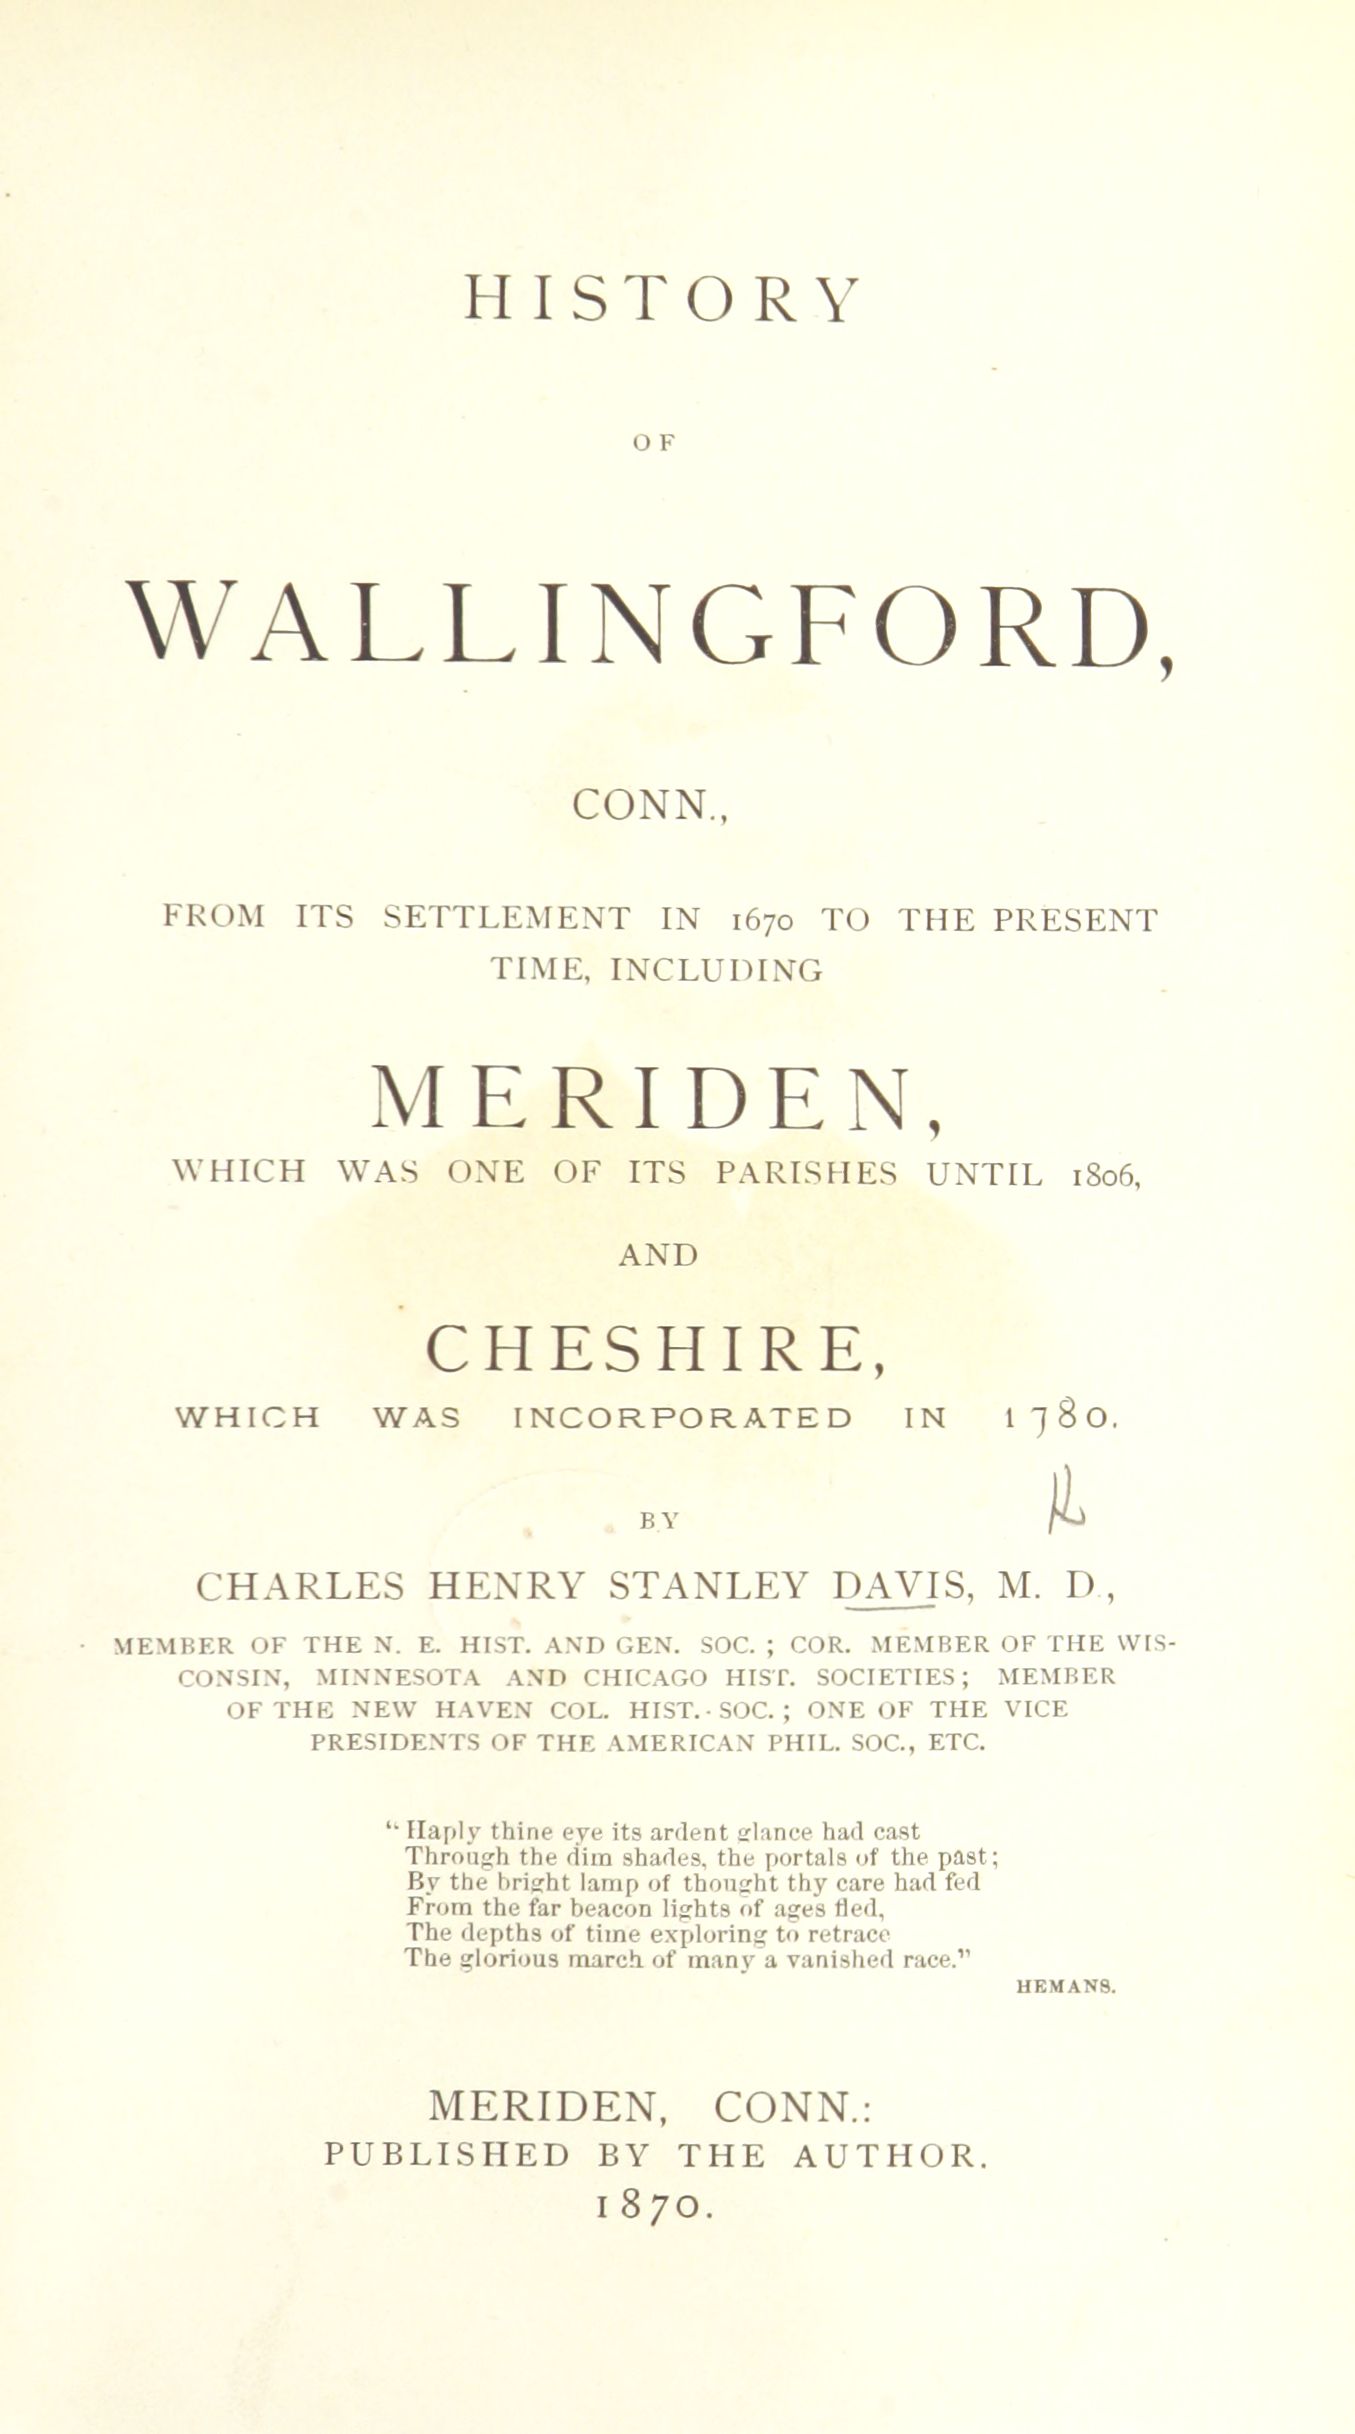 HISTORY
OF
WALLINGFORD,
CONN.,
FROM ITS SETTLEMENT IN 1670 TO THE PRESENT
TIME, INCLUDING
MERIDEN,
WHICH WAS ONE OF ITS PARISHES UNTIL 1806,
AND
CHESHIRE,
WHICH WAS INCORPORATED IN 1780.
BY
CHARLES HENRY STANLEY DAVIS, M. D.,
MEMBER OF THE N. E. HIST. AND GEN. SOC.; COR. MEMBER OF THE WIS-
CONSIN, MINNESOTA AND CHICAGO HIST. SOCIETIES; MEMBER
OF THE NEW HAVEN COL. HIST. SOC.; ONE OF THE VICE
PRESIDENTS OF THE AMERICAN PHIL. SOC., ETC.
"Haply thine eye its ardent glance had cast
Through the dim shades, the portals of the past;
By the bright lamp of thought thy care had fed
From the far beacon lights of ages fled,
The depths of time exploring to retrace
The glorious march of many a vanished race."
HEMANS.
MERIDEN, CONN.:
PUBLISHED BY THE AUTHOR.
1870.